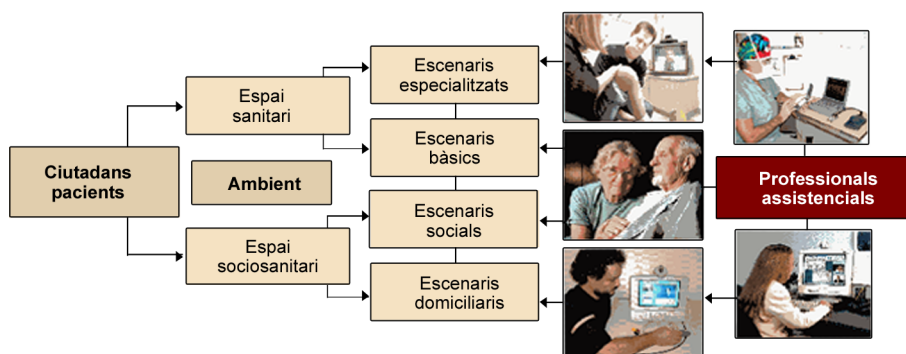 Ciutadans
pacients
Espai
sanitari
Ambient
Espai
sociosanitari
Escenaris
especialitzats
Escenaris
bàsics
Escenaris
socials
Escenaris
domiciliaris
Professionals
assistencials